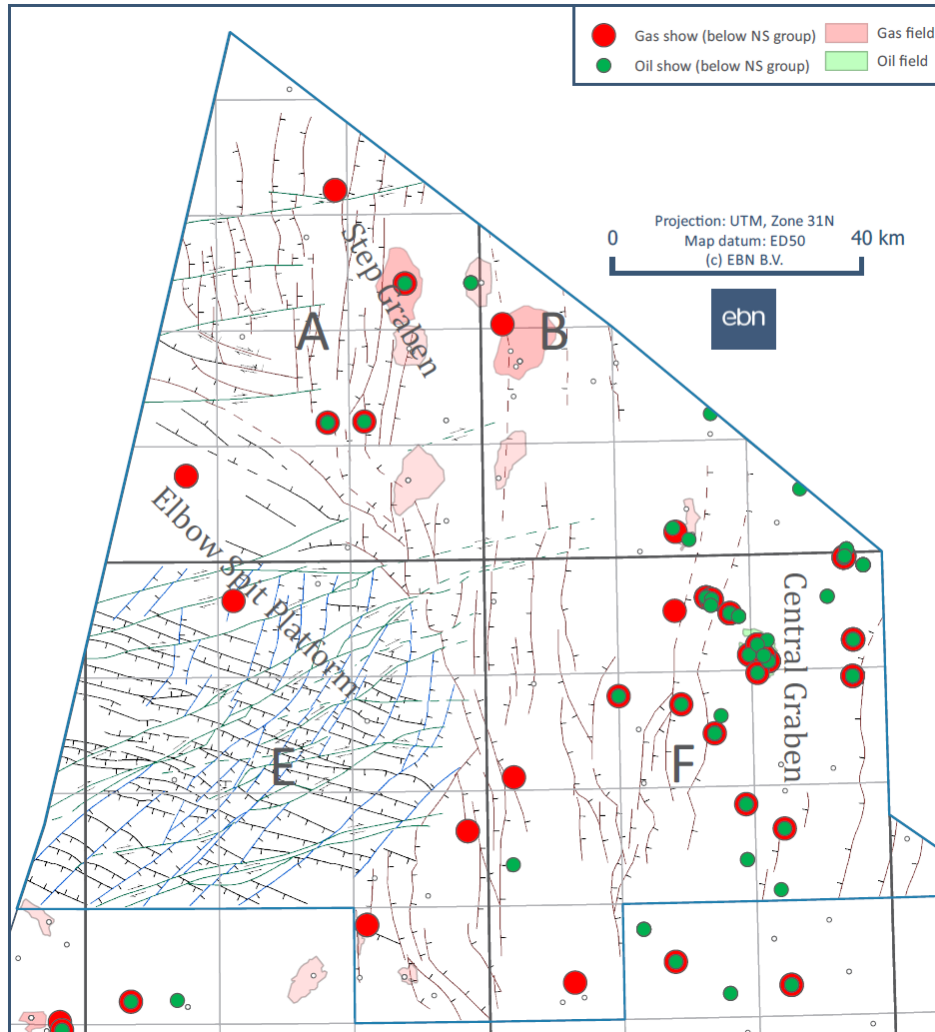 Gas show (below NS group)
Gas field
Oil show (below NS group)
Oil field
Projection: UTM, Zone 31N
Map datum: ED50
(c) EBN B.V.
0
40 km
ebn
Step Graben
A
B
Elbow Spit Platform
Central Graben
E
F